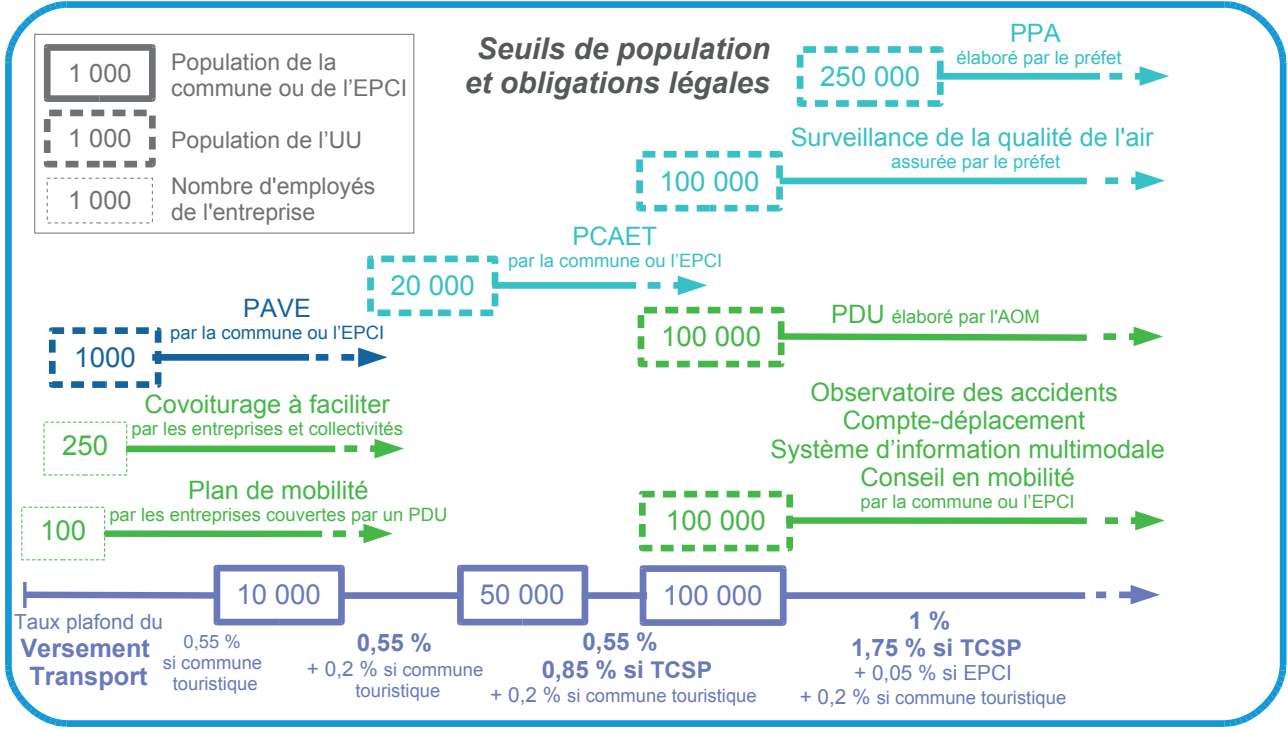 Seuils de population
et obligations légales
1 000
Population de la
commune ou de l'EPCI
1 000
Population de l'UU
1 000
Nombre d'employés
de l'entreprise
PPA
élaboré par le préfet
250 000
Surveillance de la qualité de l'air
assurée par le préfet
100 000
PCAET
par la commune ou l'EPCI
20 000
PAVE
par la commune ou l'EPCI
1000
PDU élaboré par l'AOM
100 000
Covoiturage à faciliter
par les entreprises et collectivités
250
Observatoire des accidents
Compte-déplacement
Système d'information multimodale
Conseil en mobilité
par la commune ou l'EPCI
100 000
Plan de mobilité
par les entreprises couvertes par un PDU
100
10 000
50 000
100 000
Taux plafond du
Versement
Transport
0,55 %
si commune
touristique
0,55 %
+ 0,2 % si commune
touristique
0,55 %
0,85 % si TCSP
+ 0,2 % si commune touristique
1 %
1,75 % si TCSP
+ 0,05 % si EPCI
+ 0,2 % si commune touristique